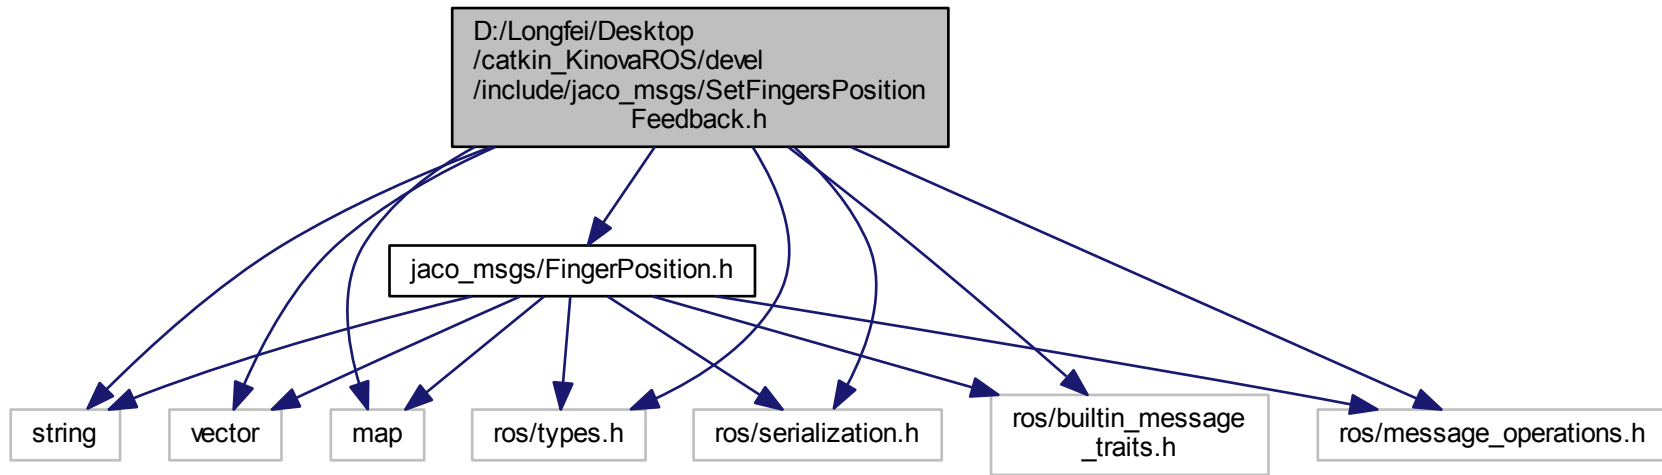 D:/Longfei/Desktop
/catkin_KinovaROS/devel
/include/jaco_msgs/SetFingersPosition
Feedback.h
jaco_msgs/FingerPosition.h
string
vector
map
ros/types.h
ros/serialization.h
ros/builtin_message
_traits.h
ros/message_operations.h